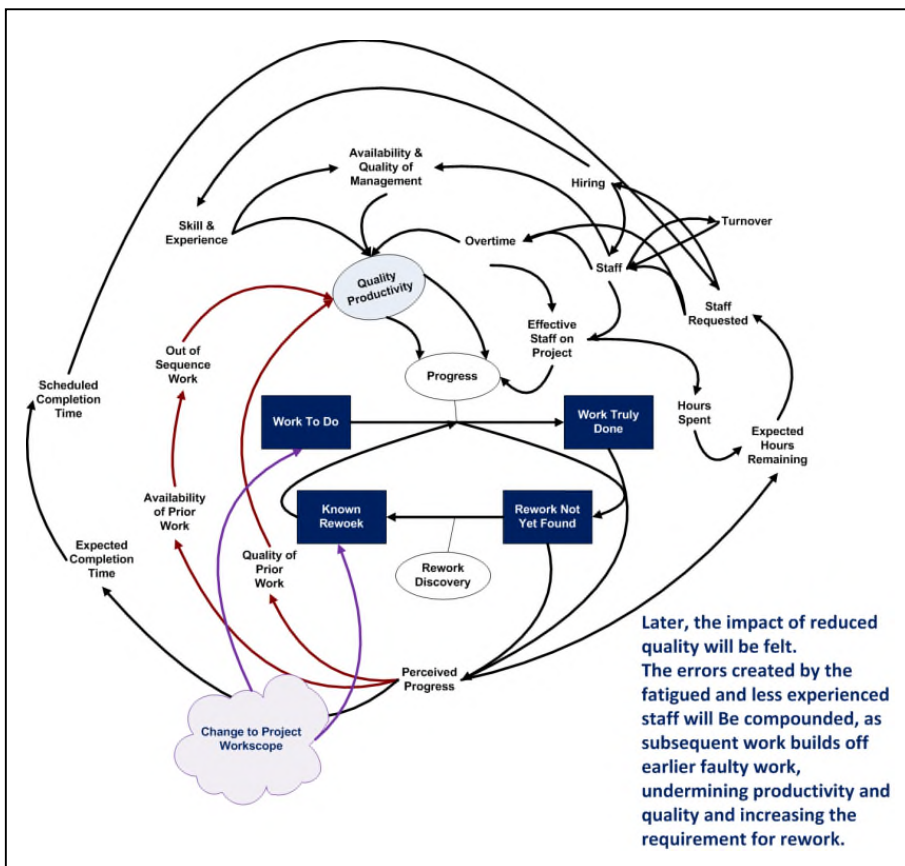 Availability &
Quality of
Management
Hiring
Skill &
Experience
Turnover
Overtime
Staff
Quality
Productivity
Staff
Requested
Effective
Staff on
Project
Out of
Sequence
Work
Progress
Scheduled
Completion
Time
Work To Do
Work Truly
Done
Hours
Spent
Expected
Hours
Remaining
Availability
of Prior
Work
Known
Rewoek
Rework Not
Yet Found
Expected
Completion
Time
Quality of
Prior
Work
Rework
Discovery
Perceived
Progress
Change to Project
Workscope
Later, the impact of reduced
quality will be felt.
The errors created by the
fatigued and less experienced
staff will Be compounded, as
subsequent work builds off
earlier faulty work,
undermining productivity and
quality and increasing the
requirement for rework.